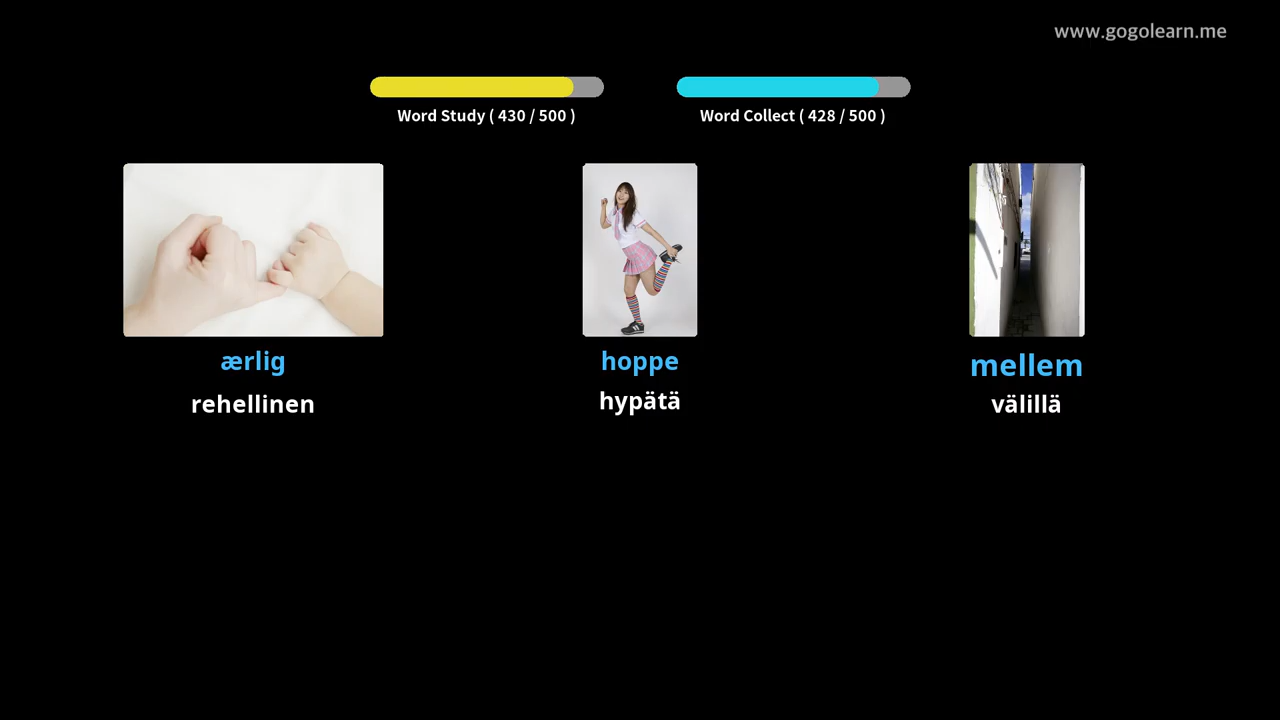 www.gogolearn.me
Word Study ( 430 / 500 )
Word Collect ( 428 / 500 )
ærlig
hoppe
mellem
rehellinen
hypätä
välillä